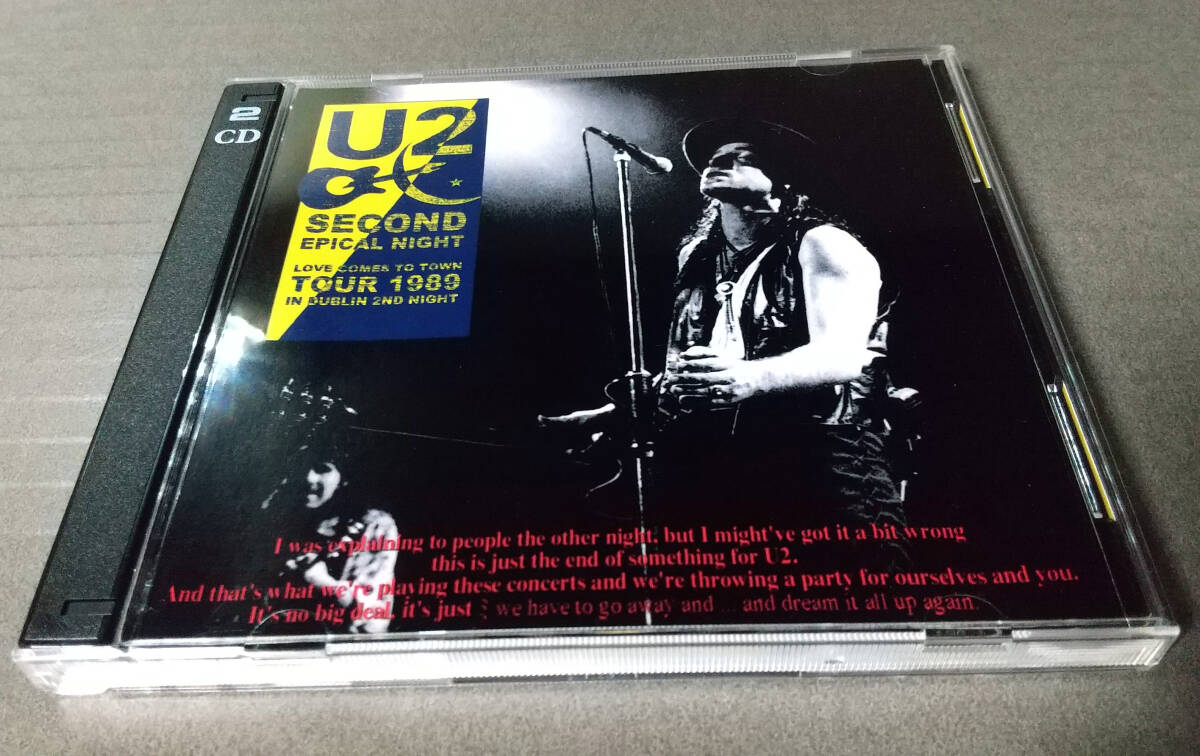 2
CD
U2
SECOND
EPICAL NIGHT
LOVE COMES TO TOWN
TOUR 1989
IN DUBLIN 2ND NIGHT
I was explaining to people the other night, but I might've got it a bit wrong
this is just the end of something for U2.
And that's what we're playing these concerts and we're throwing a party for ourselves and you.
It's no big deal, it's just we have to go away and ... and dream it all up again.